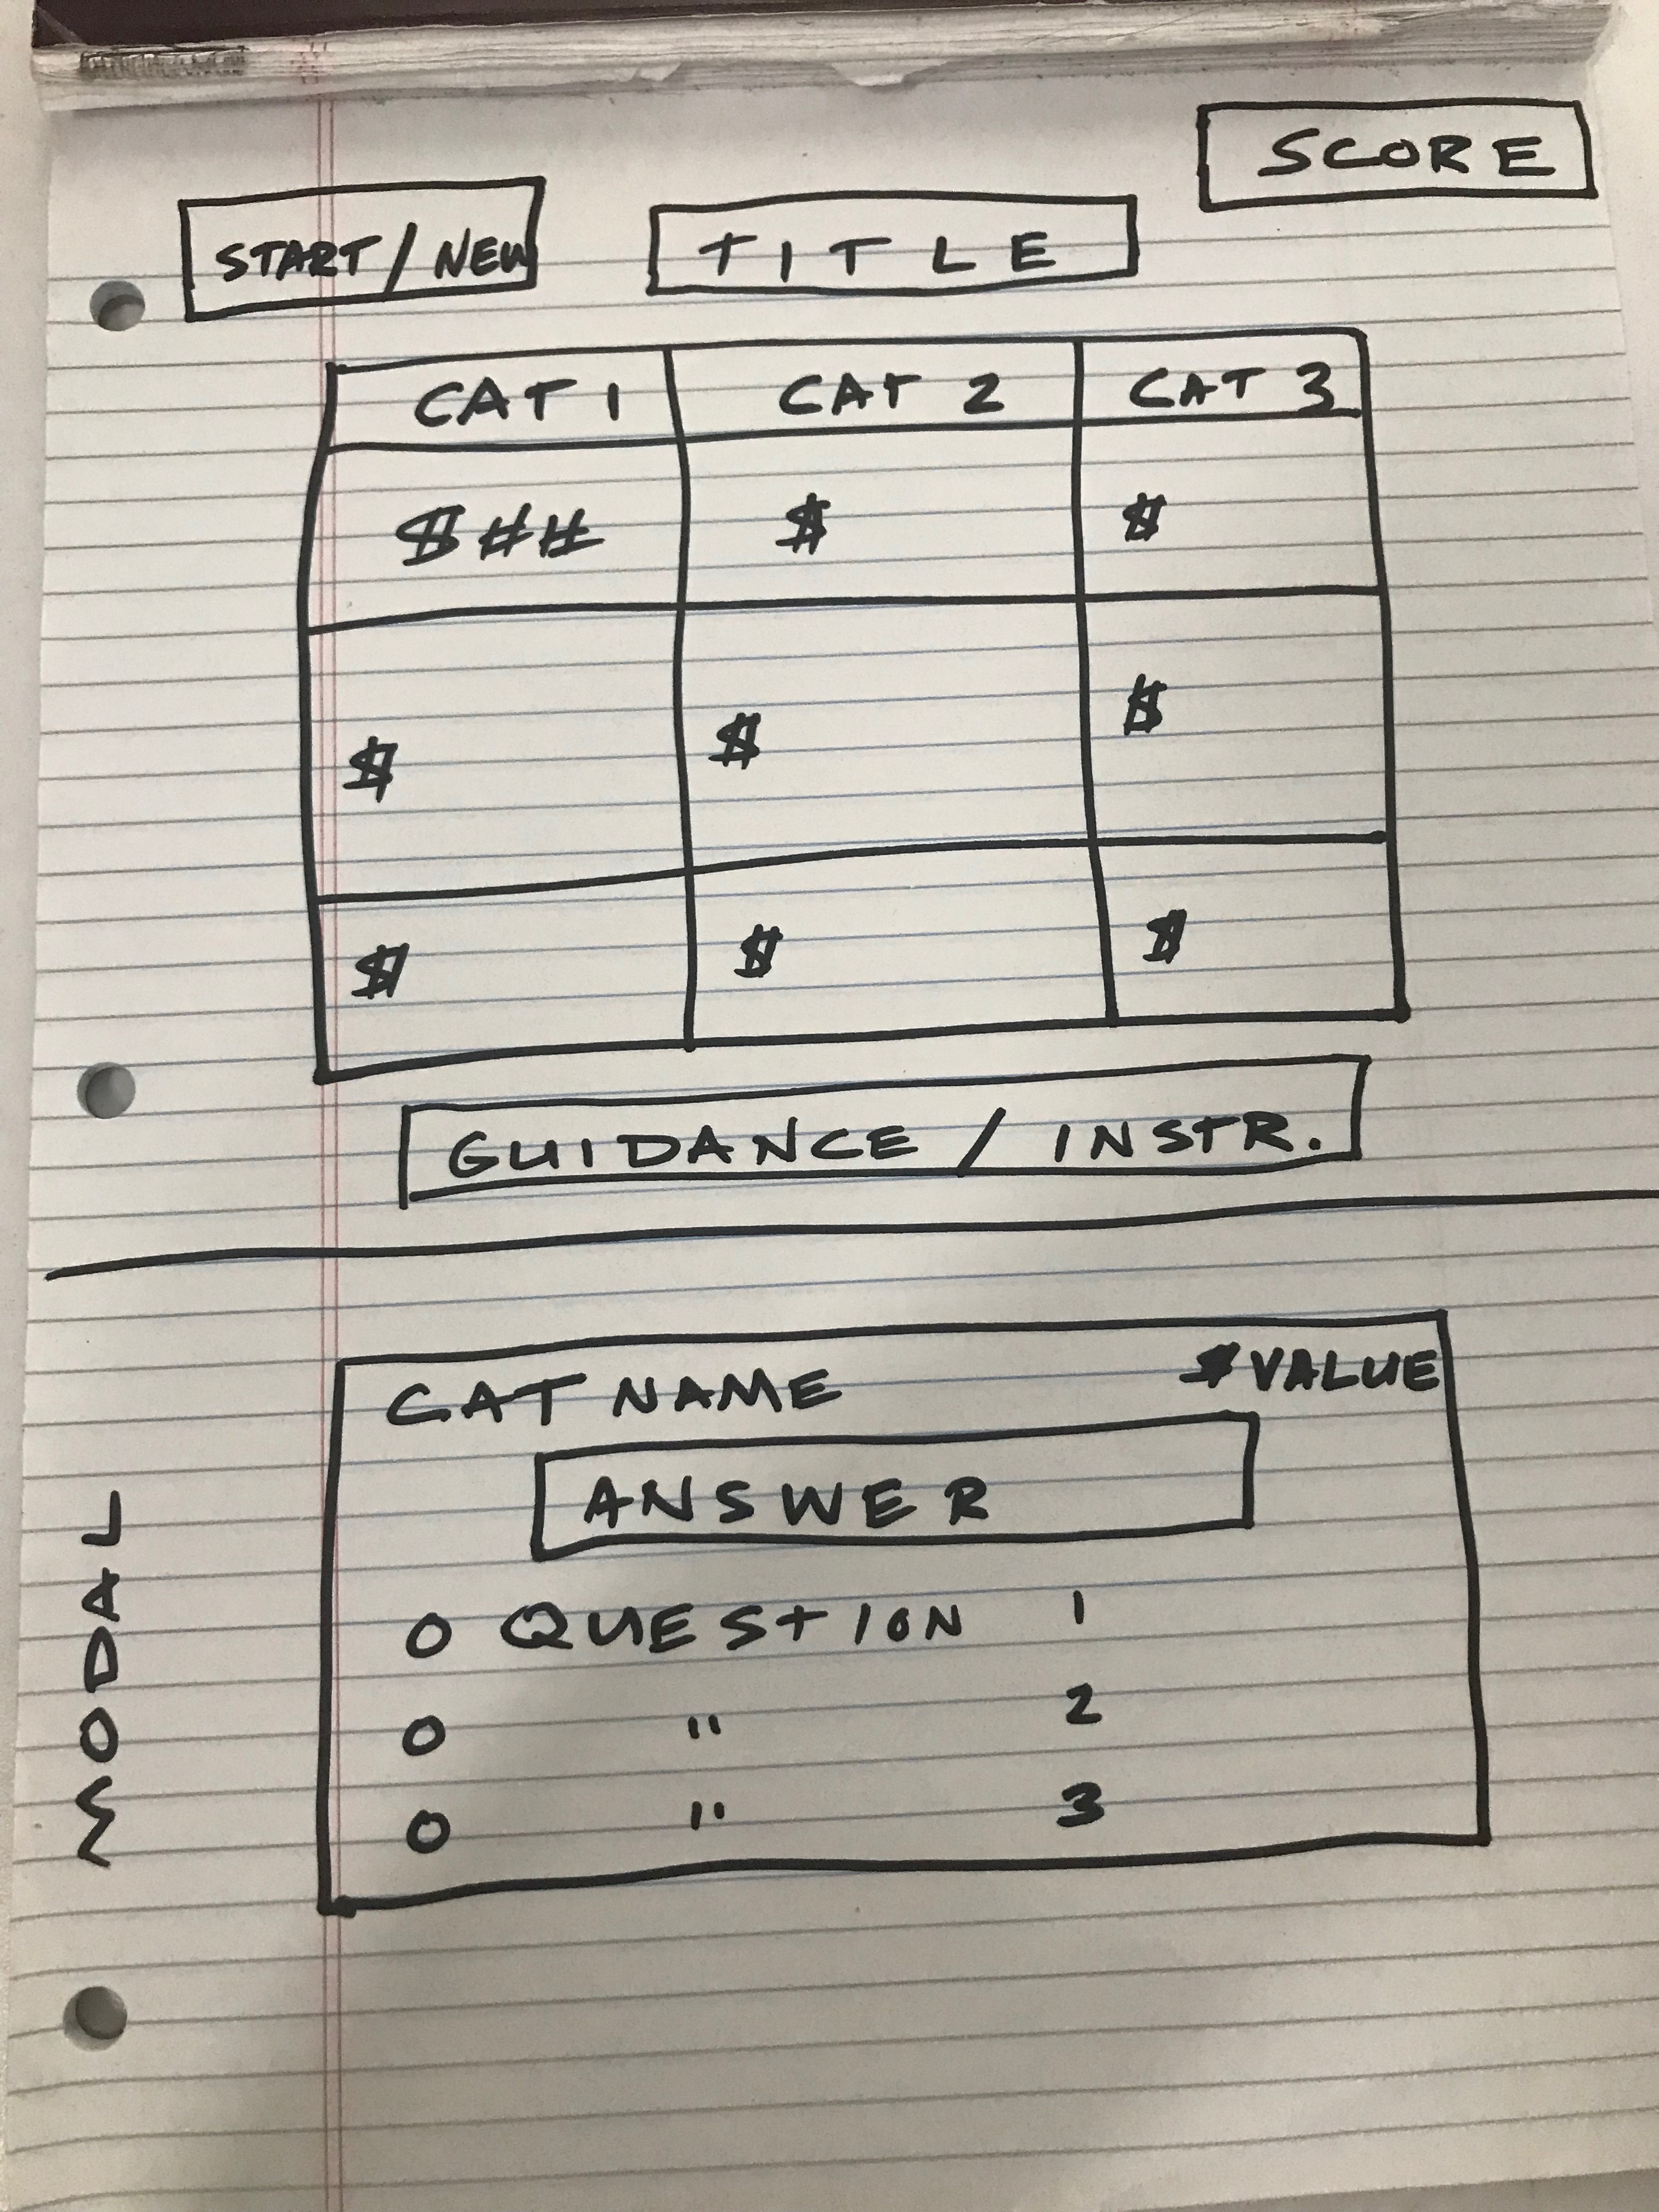 SCORE
START / NEW
TITLE
CAT 1 CAT 2 CAT 3
$## $ $
$ $ $
$ $ $
GUIDANCE / INSTR.
MODAL
CAT NAME $VALUE
ANSWER
O QUESTION 1
O " 2
O " 3